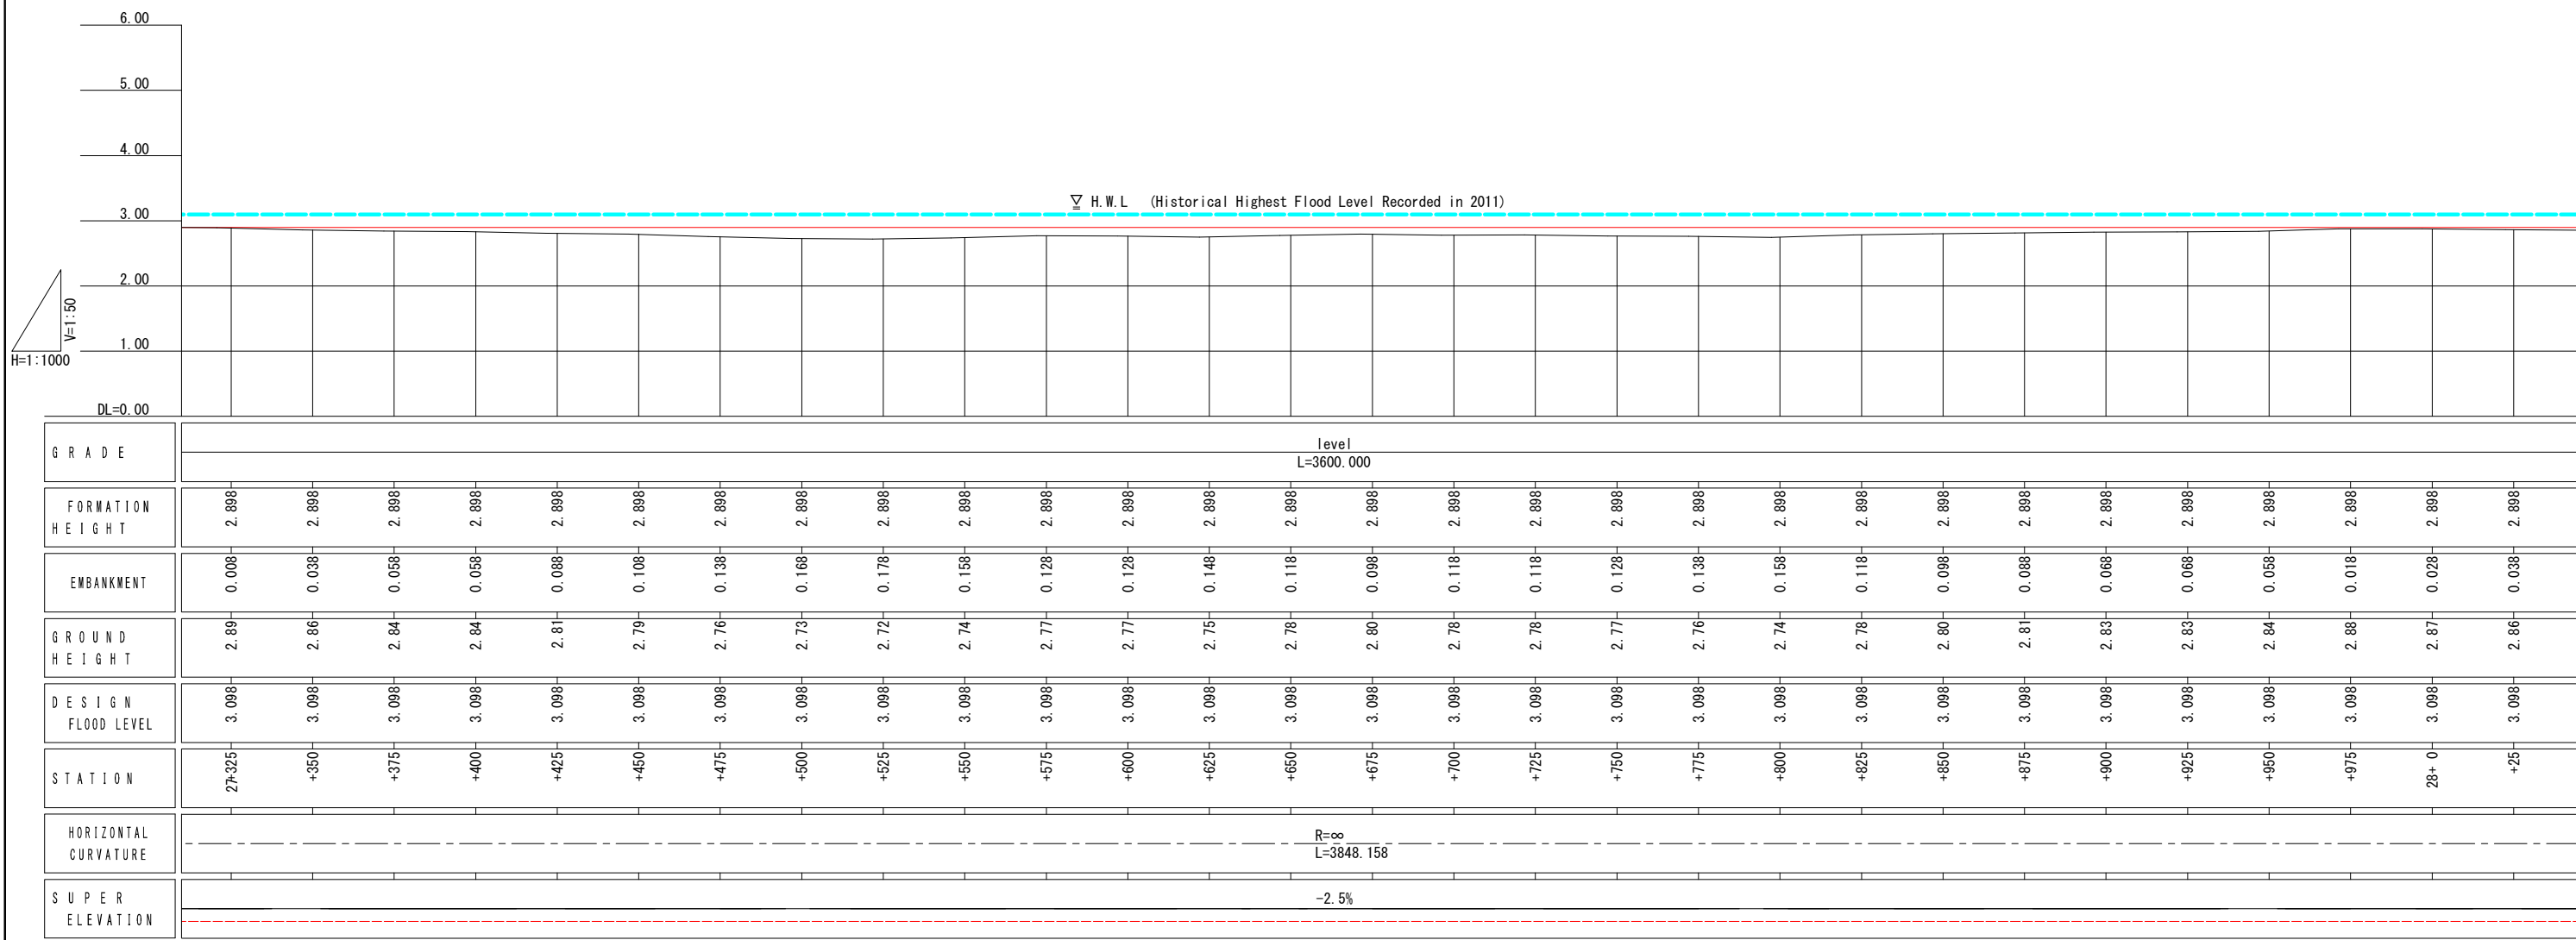 6.00
5.00
4.00
3.00
2.00
1.00
DL=0.00
V=1:50
H=1:1000
H.W.L (Historical Highest Flood Level Recorded in 2011)
GRADE
level
L=3600.000
FORMATION
HEIGHT
2.898 2.898 2.898 2.898 2.898 2.898 2.898 2.898 2.898 2.898 2.898 2.898 2.898 2.898 2.898 2.898 2.898 2.898 2.898 2.898 2.898 2.898 2.898 2.898 2.898 2.898 2.898 2.898 2.898
EMBANKMENT
0.008 0.038 0.058 0.058 0.088 0.108 0.138 0.168 0.178 0.158 0.128 0.128 0.148 0.118 0.098 0.118 0.118 0.128 0.138 0.158 0.118 0.098 0.088 0.068 0.068 0.058 0.018 0.028 0.038
GROUND
HEIGHT
2.89 2.86 2.84 2.84 2.81 2.79 2.76 2.73 2.72 2.74 2.77 2.77 2.75 2.78 2.80 2.78 2.78 2.77 2.76 2.74 2.78 2.80 2.81 2.83 2.83 2.84 2.88 2.87 2.86
DESIGN
FLOOD LEVEL
3.098 3.098 3.098 3.098 3.098 3.098 3.098 3.098 3.098 3.098 3.098 3.098 3.098 3.098 3.098 3.098 3.098 3.098 3.098 3.098 3.098 3.098 3.098 3.098 3.098 3.098 3.098 3.098 3.098
STATION
27+325 +350 +375 +400 +425 +450 +475 +500 +525 +550 +575 +600 +625 +650 +675 +700 +725 +750 +775 +800 +825 +850 +875 +900 +925 +950 +975 28+ 0 +25
HORIZONTAL
CURVATURE
R=∞
L=3848.158
SUPER
ELEVATION
-2.5%